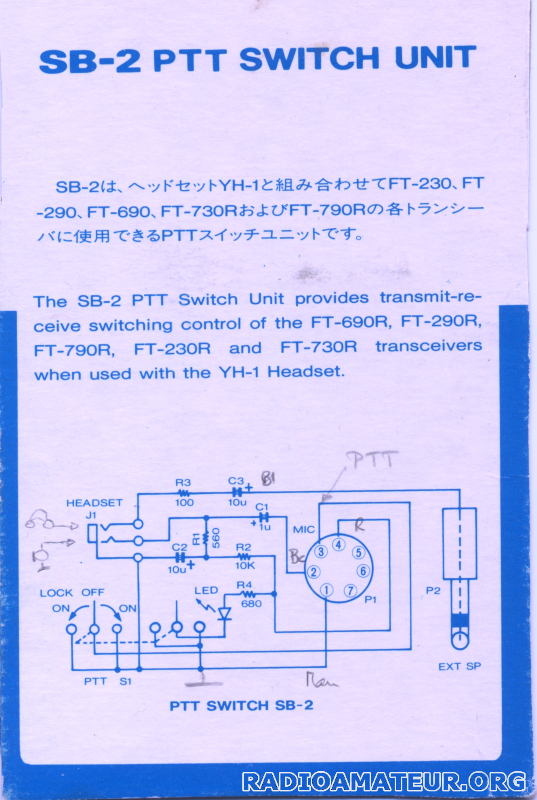 SB-2 PTT SWITCH UNIT
SB-2は、ヘッドセットYH-1と組み合わせてFT-230、FT
-290、FT-690、FT-730RおよびFT-790Rの各トランシー
バに使用できるPTTスイッチユニットです。
The SB-2 PTT Switch Unit provides transmit-re-
ceive switching control of the FT-690R, FT-290R,
FT-790R, FT-230R and FT-730R transceivers
when used with the YH-1 Headset.
PTT
R3
100
C3
+
10u
Bl
HEADSET
J1
C1
+
1u
MIC
R
R1
560
C2
+
10u
R2
10K
3
4
5
2
6
1
7
P1
P2
LED
R4
680
LOCK OFF
ON
ON
EXT SP
PTT S1
PTT SWITCH SB-2
RADIOAMATEUR.ORG